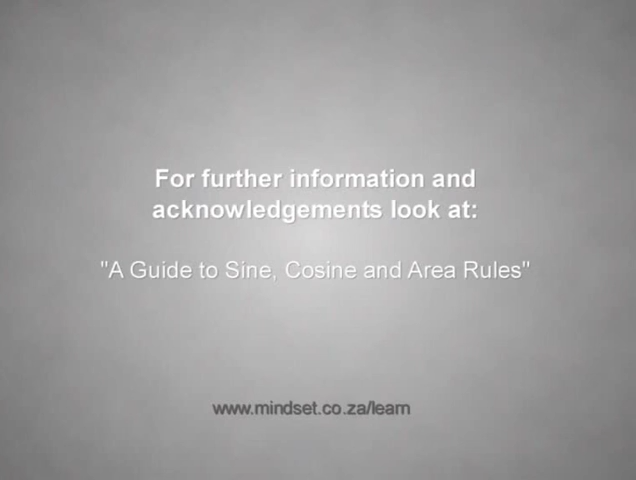 For further information and
acknowledgements look at:
"A Guide to Sine, Cosine and Area Rules"
www.mindset.co.za/learn